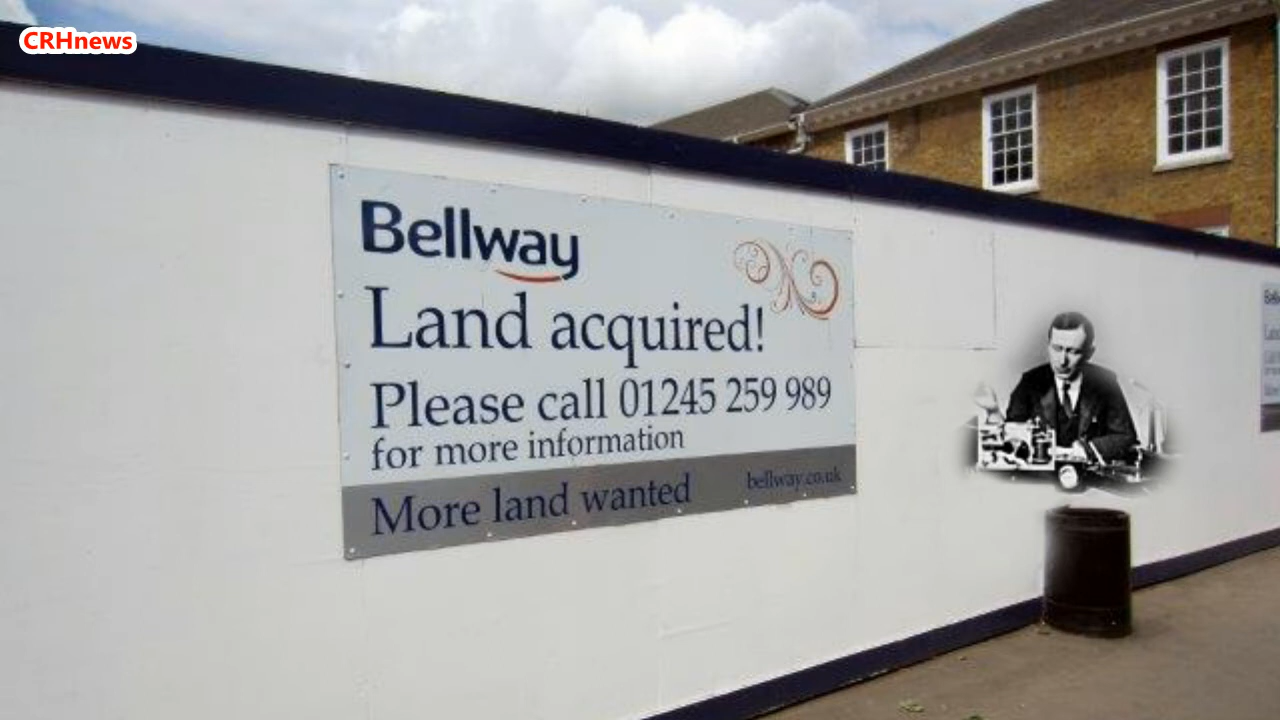 CRHnews
Bellway
Land acquired!
Please call 01245 259 989
for more information
More land wanted
bellway.co.uk